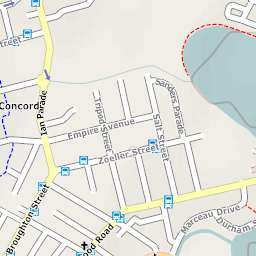 Street
Concord
Ian Parade
Tripod Street
Sanders Parade
Empire Avenue
Salt Street
Zoeller Street
Broughton Street
ood Road
Marceau Drive
Durham S